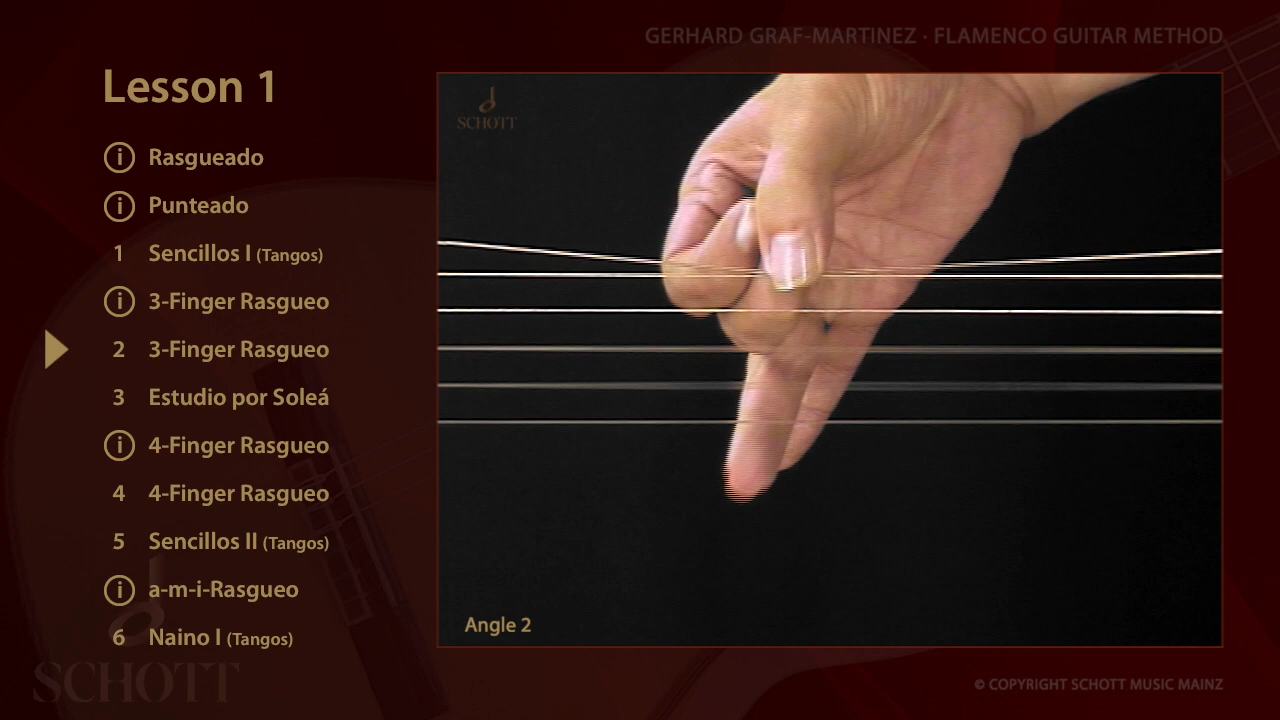 GERHARD GRAF-MARTINEZ · FLAMENCO GUITAR METHOD
Lesson 1
i Rasgueado
i Punteado
1 Sencillos I (Tangos)
i 3-Finger Rasgueo
2 3-Finger Rasgueo
3 Estudio por Soleá
i 4-Finger Rasgueo
4 4-Finger Rasgueo
5 Sencillos II (Tangos)
i a-m-i-Rasgueo
6 Naino I (Tangos)
SCHOTT
SCHOTT
Angle 2
© COPYRIGHT SCHOTT MUSIC MAINZ